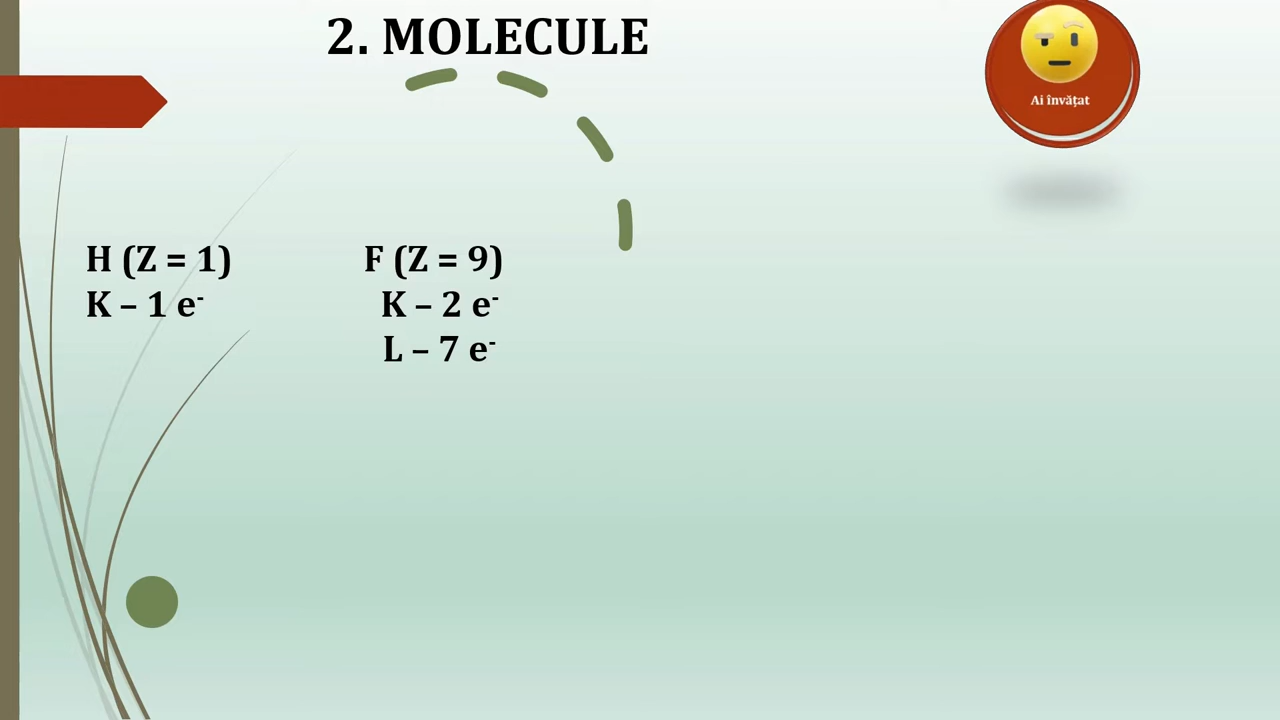 2. MOLECULE
Ai învățat
H (Z = 1) F (Z = 9)
K – 1 e⁻ K – 2 e⁻
L – 7 e⁻